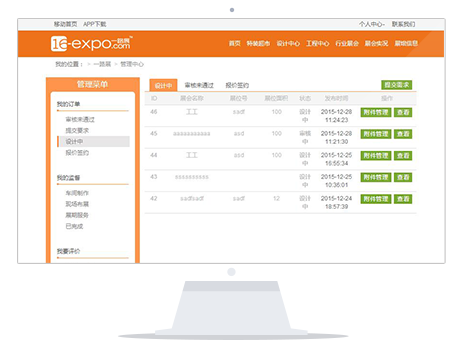 移动首页 APP下载 个人中心 联系我们
16-expo.com 一路展
首页 特装超市 设计中心 工程中心 行业展会 展会实况 展馆信息
我的位置： > 一路展 > 管理中心
管理菜单
我的订单
审核未通过
提交要求
设计中
报价签约
我的监督
车间制作
现场布展
展期服务
已完成
我要评价
设计中 审核未通过 报价签约 提交要求
ID 展会名称 展位号 展位面积 状态 发布时间 操作
46 工工 sadf 100 设计中 2015-12-28 11:24:23 附件管理 查看
45 aaaaaaaaaaa asd 100 审核中 2015-12-28 11:21:30 附件管理 查看
44 工工 asdf 100 设计中 2015-12-25 16:55:34 附件管理 查看
43 设计中 2015-12-25 10:35:01 附件管理 查看
42 sadfsadf sadf 12 设计中 2015-12-24 18:57:39 附件管理 查看